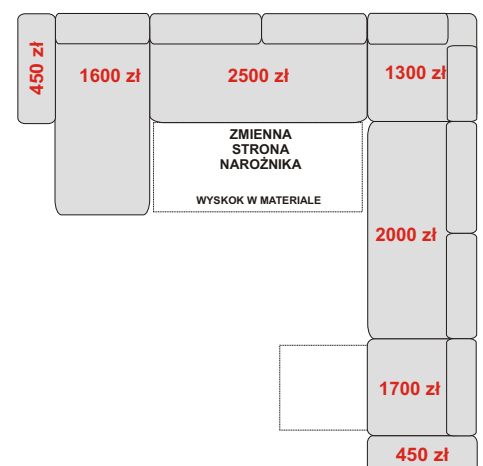 450 zł
1600 zł
2500 zł
1300 zł
ZMIENNA
STRONA
NAROŻNIKA
WYSKOK W MATERIALE
2000 zł
1700 zł
450 zł